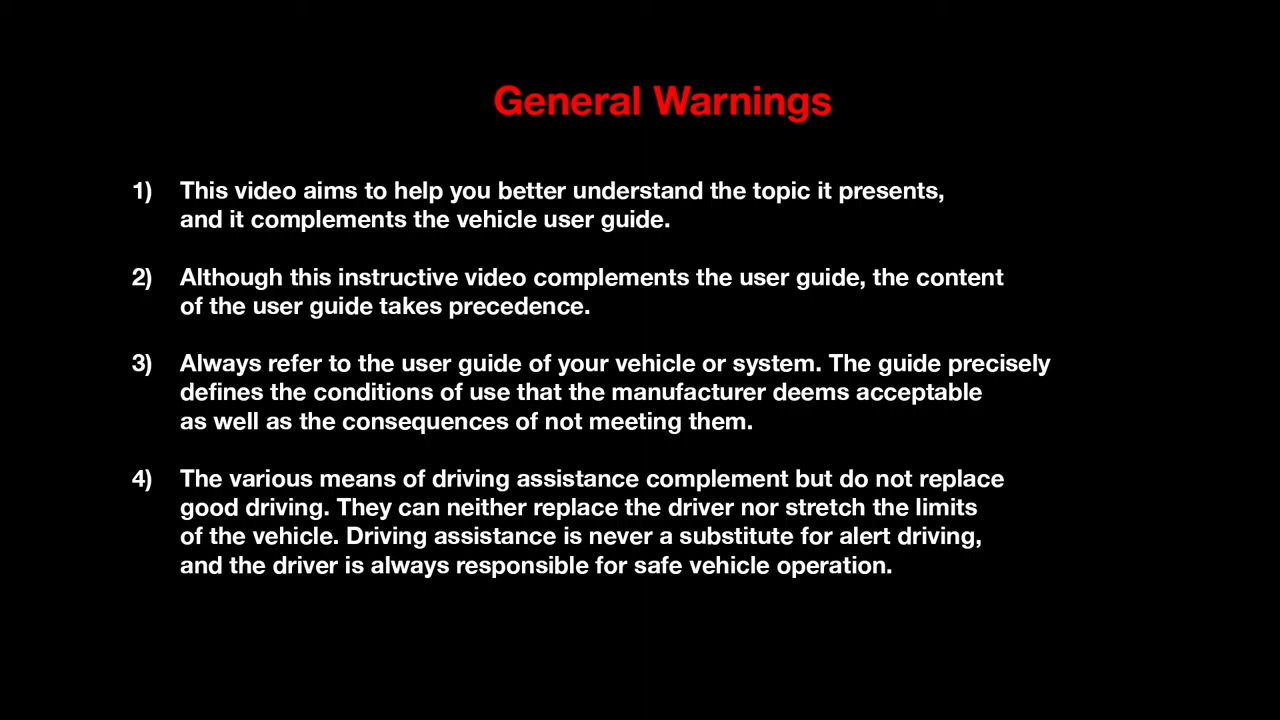 General Warnings
1) This video aims to help you better understand the topic it presents,
and it complements the vehicle user guide.
2) Although this instructive video complements the user guide, the content
of the user guide takes precedence.
3) Always refer to the user guide of your vehicle or system. The guide precisely
defines the conditions of use that the manufacturer deems acceptable
as well as the consequences of not meeting them.
4) The various means of driving assistance complement but do not replace
good driving. They can neither replace the driver nor stretch the limits
of the vehicle. Driving assistance is never a substitute for alert driving,
and the driver is always responsible for safe vehicle operation.